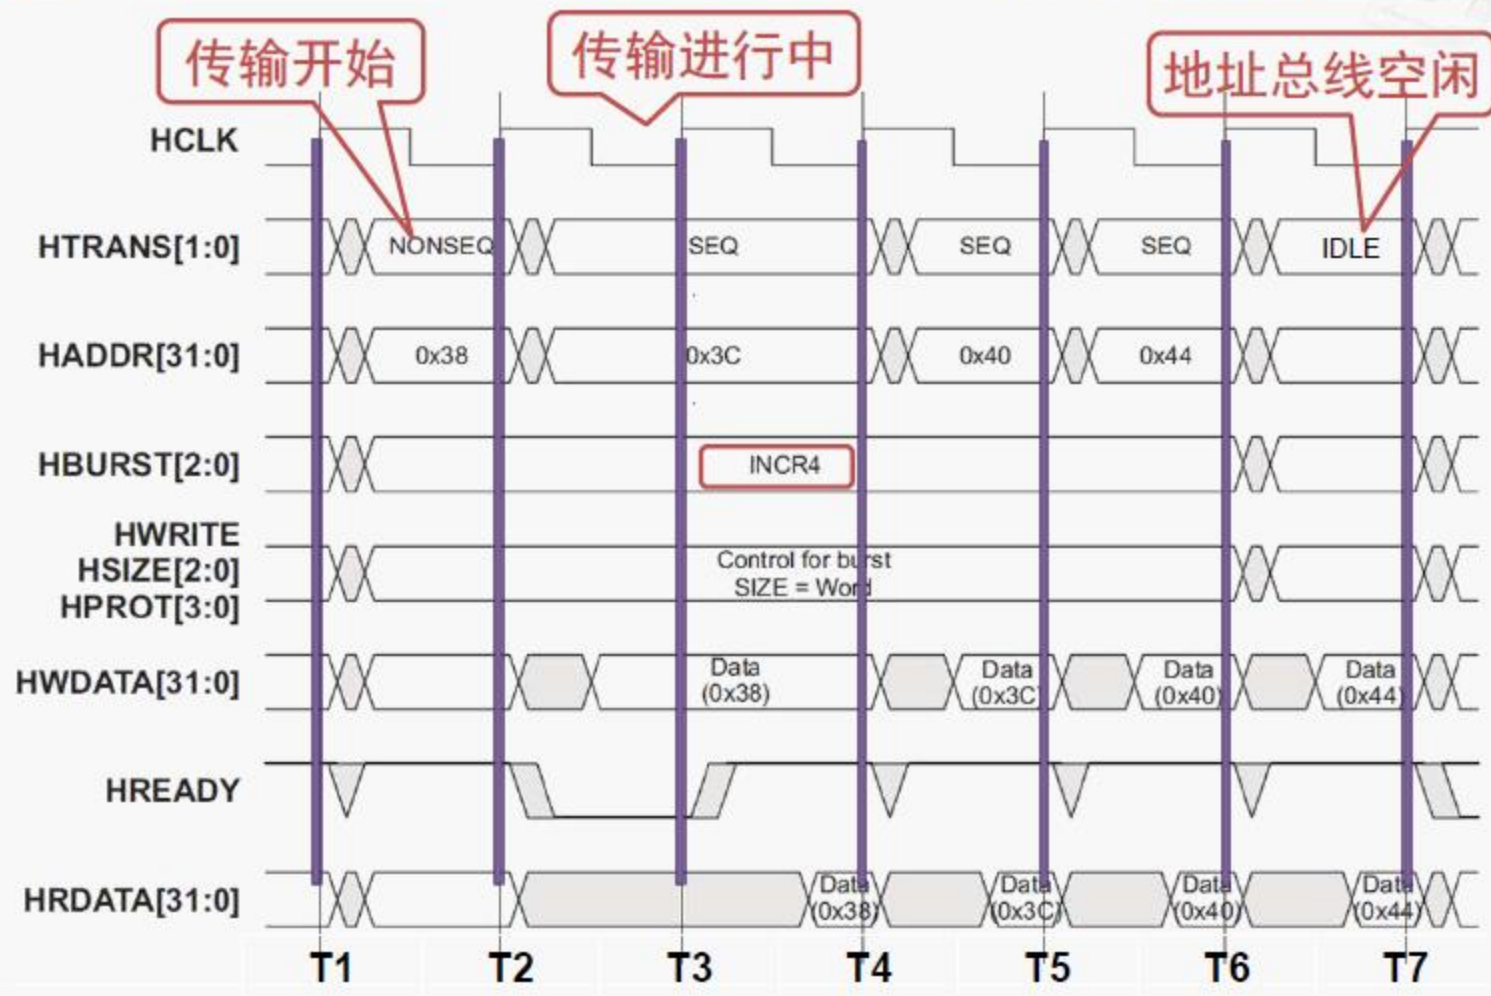 传输开始
传输进行中
地址总线空闲
HCLK
HTRANS[1:0]
NONSEQ
SEQ
SEQ
SEQ
IDLE
HADDR[31:0]
0x38
0x3C
0x40
0x44
HBURST[2:0]
INCR4
HWRITE
HSIZE[2:0]
HPROT[3:0]
Control for burst
SIZE = Word
HWDATA[31:0]
Data
(0x38)
Data
(0x3C)
Data
(0x40)
Data
(0x44)
HREADY
HRDATA[31:0]
Data
(0x38)
Data
(0x3C)
Data
(0x40)
Data
(0x44)
T1
T2
T3
T4
T5
T6
T7